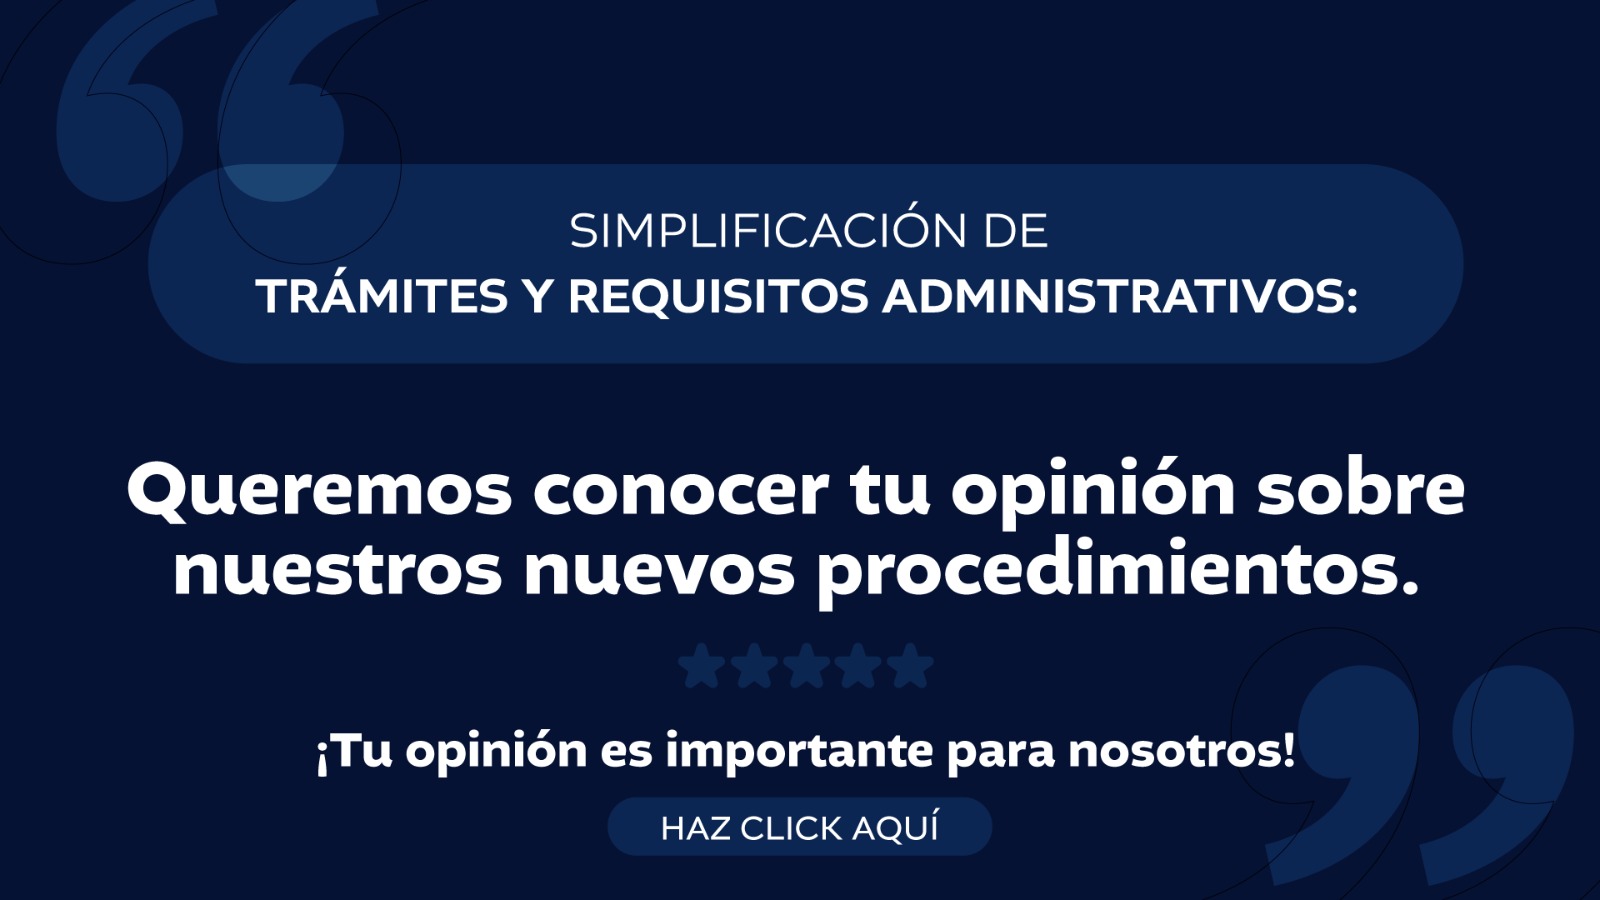 SIMPLIFICACIÓN DE
TRÁMITES Y REQUISITOS ADMINISTRATIVOS:
Queremos conocer tu opinión sobre
nuestros nuevos procedimientos.
¡Tu opinión es importante para nosotros!
HAZ CLICK AQUÍ